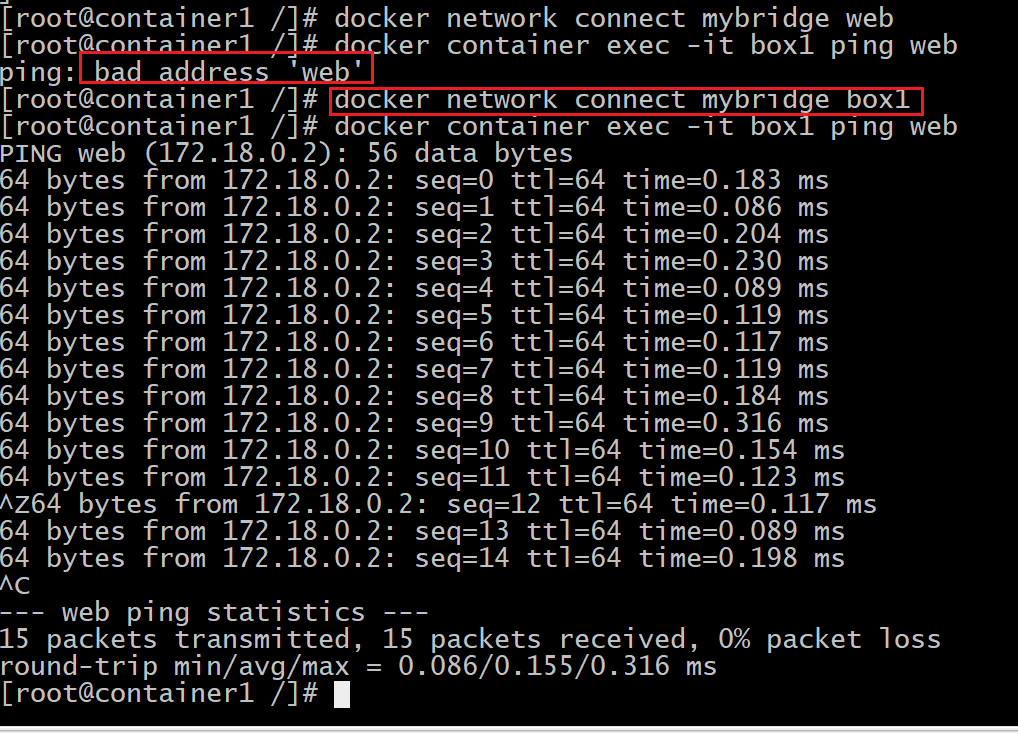 [root@container1 /]# docker network connect mybridge web
[root@container1 /]# docker container exec -it box1 ping web
ping: bad address 'web'
[root@container1 /]# docker network connect mybridge box1
[root@container1 /]# docker container exec -it box1 ping web
PING web (172.18.0.2): 56 data bytes
64 bytes from 172.18.0.2: seq=0 ttl=64 time=0.183 ms
64 bytes from 172.18.0.2: seq=1 ttl=64 time=0.086 ms
64 bytes from 172.18.0.2: seq=2 ttl=64 time=0.204 ms
64 bytes from 172.18.0.2: seq=3 ttl=64 time=0.230 ms
64 bytes from 172.18.0.2: seq=4 ttl=64 time=0.089 ms
64 bytes from 172.18.0.2: seq=5 ttl=64 time=0.119 ms
64 bytes from 172.18.0.2: seq=6 ttl=64 time=0.117 ms
64 bytes from 172.18.0.2: seq=7 ttl=64 time=0.119 ms
64 bytes from 172.18.0.2: seq=8 ttl=64 time=0.184 ms
64 bytes from 172.18.0.2: seq=9 ttl=64 time=0.316 ms
64 bytes from 172.18.0.2: seq=10 ttl=64 time=0.154 ms
64 bytes from 172.18.0.2: seq=11 ttl=64 time=0.123 ms
^Z64 bytes from 172.18.0.2: seq=12 ttl=64 time=0.117 ms
64 bytes from 172.18.0.2: seq=13 ttl=64 time=0.089 ms
64 bytes from 172.18.0.2: seq=14 ttl=64 time=0.198 ms
^C
--- web ping statistics ---
15 packets transmitted, 15 packets received, 0% packet loss
round-trip min/avg/max = 0.086/0.155/0.316 ms
[root@container1 /]#